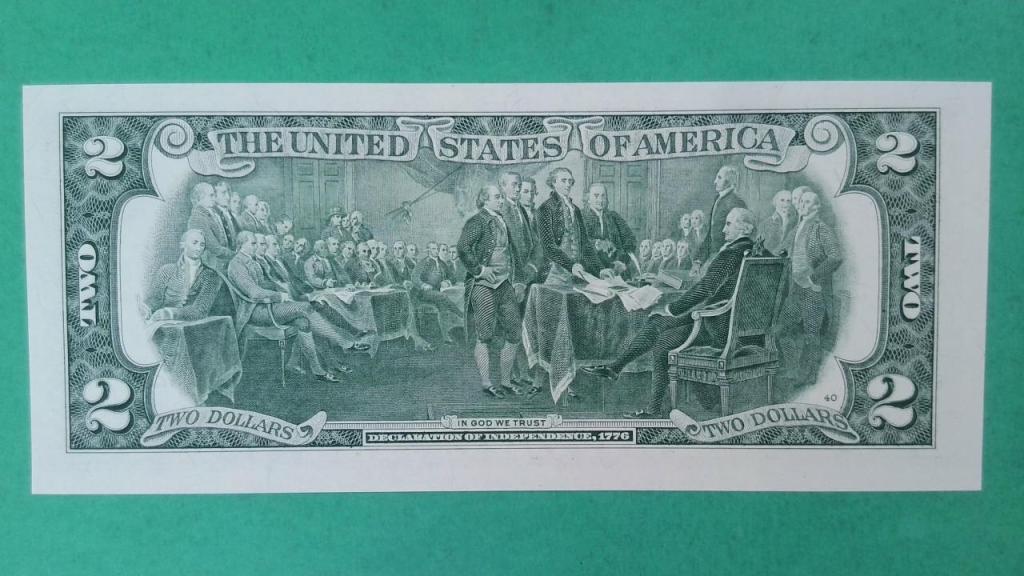 2 THE UNITED STATES OF AMERICA 2
TWO TWO
40
2 TWO DOLLARS IN GOD WE TRUST TWO DOLLARS 2
DECLARATION OF INDEPENDENCE, 1776